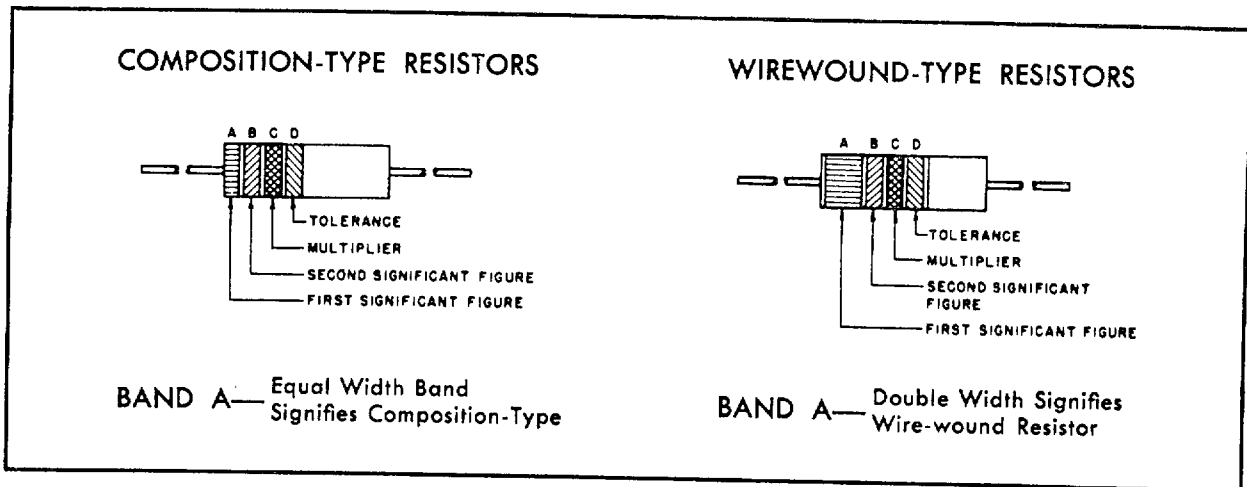 COMPOSITION-TYPE RESISTORS
A B C D
TOLERANCE
MULTIPLIER
SECOND SIGNIFICANT FIGURE
FIRST SIGNIFICANT FIGURE
BAND A— Equal Width Band
Signifies Composition-Type
WIREWOUND-TYPE RESISTORS
A B C D
TOLERANCE
MULTIPLIER
SECOND SIGNIFICANT
FIGURE
FIRST SIGNIFICANT FIGURE
BAND A— Double Width Signifies
Wire-wound Resistor